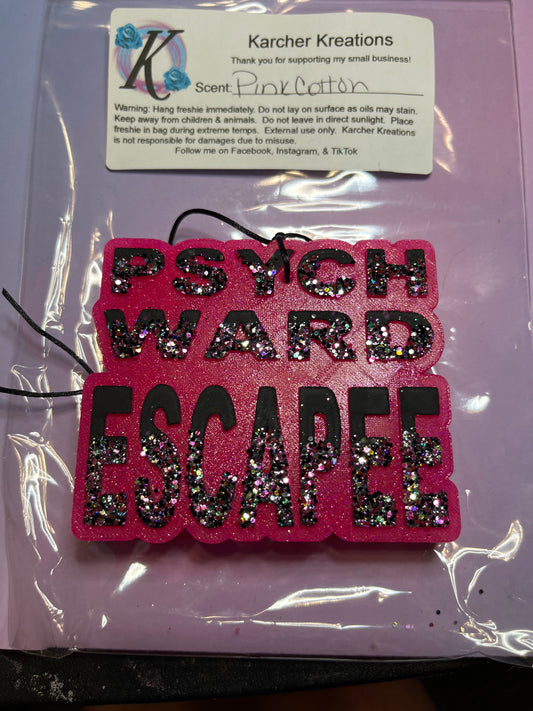 K
Karcher Kreations
Thank you for supporting my small business!
Scent: Pink Cotton
Warning: Hang freshie immediately. Do not lay on surface as oils may stain.
Keep away from children & animals. Do not leave in direct sunlight. Place
freshie in bag during extreme temps. External use only. Karcher Kreations
is not responsible for damages due to misuse.
Follow me on Facebook, Instagram, & TikTok
PSYCH
WARD
ESCAPEE